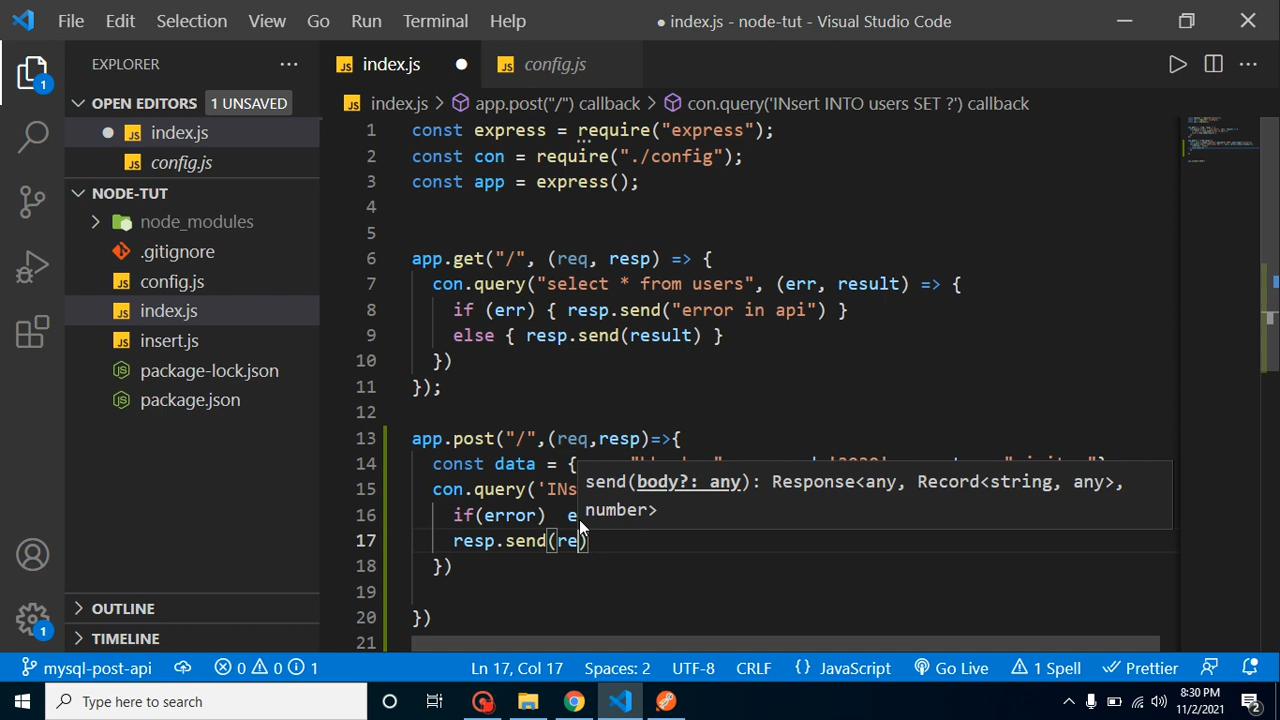 File Edit Selection View Go Run Terminal Help ● index.js - node-tut - Visual Studio Code
EXPLORER
OPEN EDITORS 1 UNSAVED
index.js
config.js
NODE-TUT
node_modules
.gitignore
config.js
index.js
insert.js
package-lock.json
package.json
OUTLINE
TIMELINE
1
1
index.js config.js
index.js > app.post("/") callback > con.query('INsert INTO users SET ?') callback
1 const express = require("express");
2 const con = require("./config");
3 const app = express();
4
5
6 app.get("/", (req, resp) => {
7 con.query("select * from users", (err, result) => {
8 if (err) { resp.send("error in api") }
9 else { resp.send(result) }
10 })
11 });
12
13 app.post("/",(req,resp)=>{
14 const data = {
15 con.query('INs
16 if(error) e
17 resp.send(re)
18 })
19
20 })
21
send(body?: any): Response<any, Record<string, any>,
number>
mysql-post-api 0 0 1 Ln 17, Col 17 Spaces: 2 UTF-8 CRLF {} JavaScript Go Live 1 Spell Prettier
Type here to search
8:30 PM
11/2/2021
2